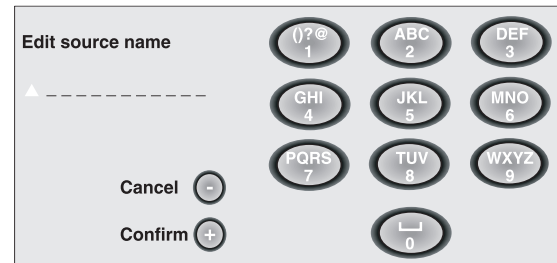 Edit source name
()?@ ABC DEF
1 2 3
GHI JKL MNO
4 5 6
PQRS TUV WXYZ
7 8 9
Cancel -
Confirm +
0